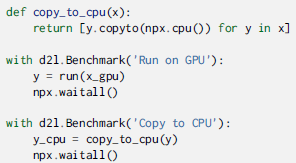 def copy_to_cpu(x):
    return [y.copyto(npx.cpu()) for y in x]

with d2l.Benchmark('Run on GPU'):
    y = run(x_gpu)
    npx.waitall()

with d2l.Benchmark('Copy to CPU'):
    y_cpu = copy_to_cpu(y)
    npx.waitall()